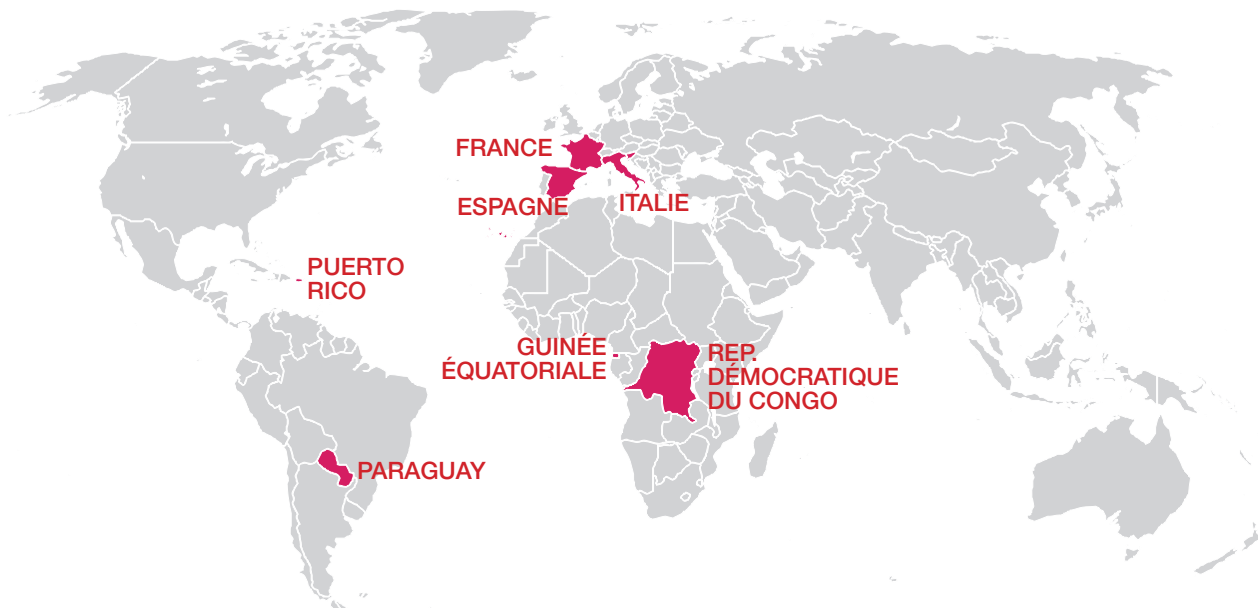 FRANCE
ESPAGNE
ITALIE
PUERTO
RICO
GUINÉE
ÉQUATORIALE
REP.
DÉMOCRATIQUE
DU CONGO
PARAGUAY